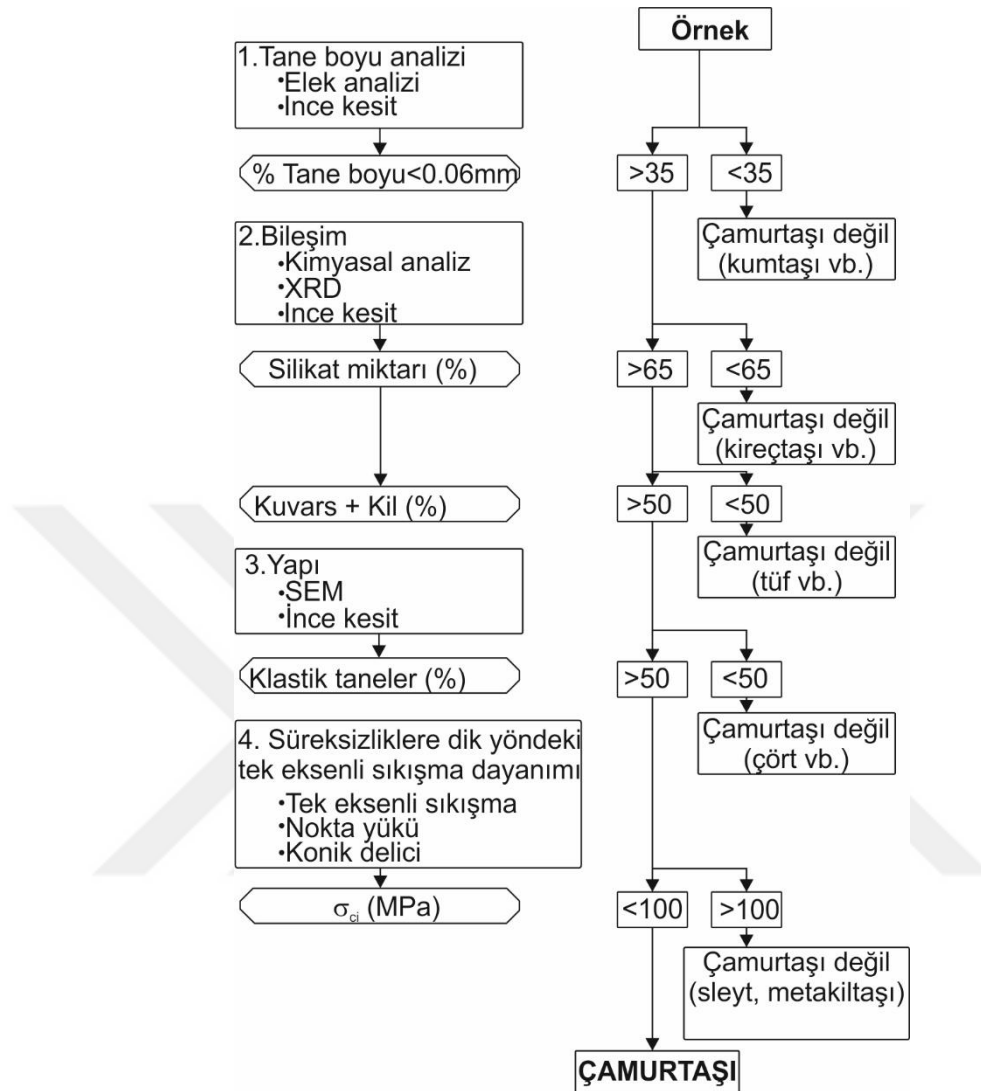 Örnek
1.Tane boyu analizi
•Elek analizi
•Ince kesit
% Tane boyu<0.06mm
>35
<35
Çamurtaşı değil
(kumtaşı vb.)
2.Bileşim
•Kimyasal analiz
•XRD
•Ince kesit
Silikat miktarı (%)
>65
<65
Çamurtaşı değil
(kireçtaşı vb.)
Kuvars + Kil (%)
>50
<50
Çamurtaşı değil
(tüf vb.)
3.Yapı
•SEM
•İnce kesit
Klastik taneler (%)
>50
<50
Çamurtaşı değil
(çört vb.)
4. Süreksizliklere dik yöndeki
tek eksenli sıkışma dayanımı
•Tek eksenli sıkışma
•Nokta yükü
•Konik delici
σci (MPa)
<100
>100
Çamurtaşı değil
(sleyt, metakiltaşı)
ÇAMURTAŞI